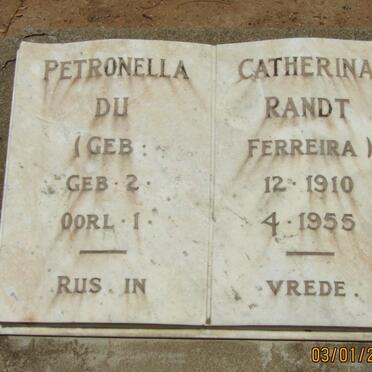 PETRONELLA CATHERINA
DU RANDT
(GEB: FERREIRA)
GEB·2· 12·1910
OORL·1· 4·1955
RUS IN VREDE.
03/01/2